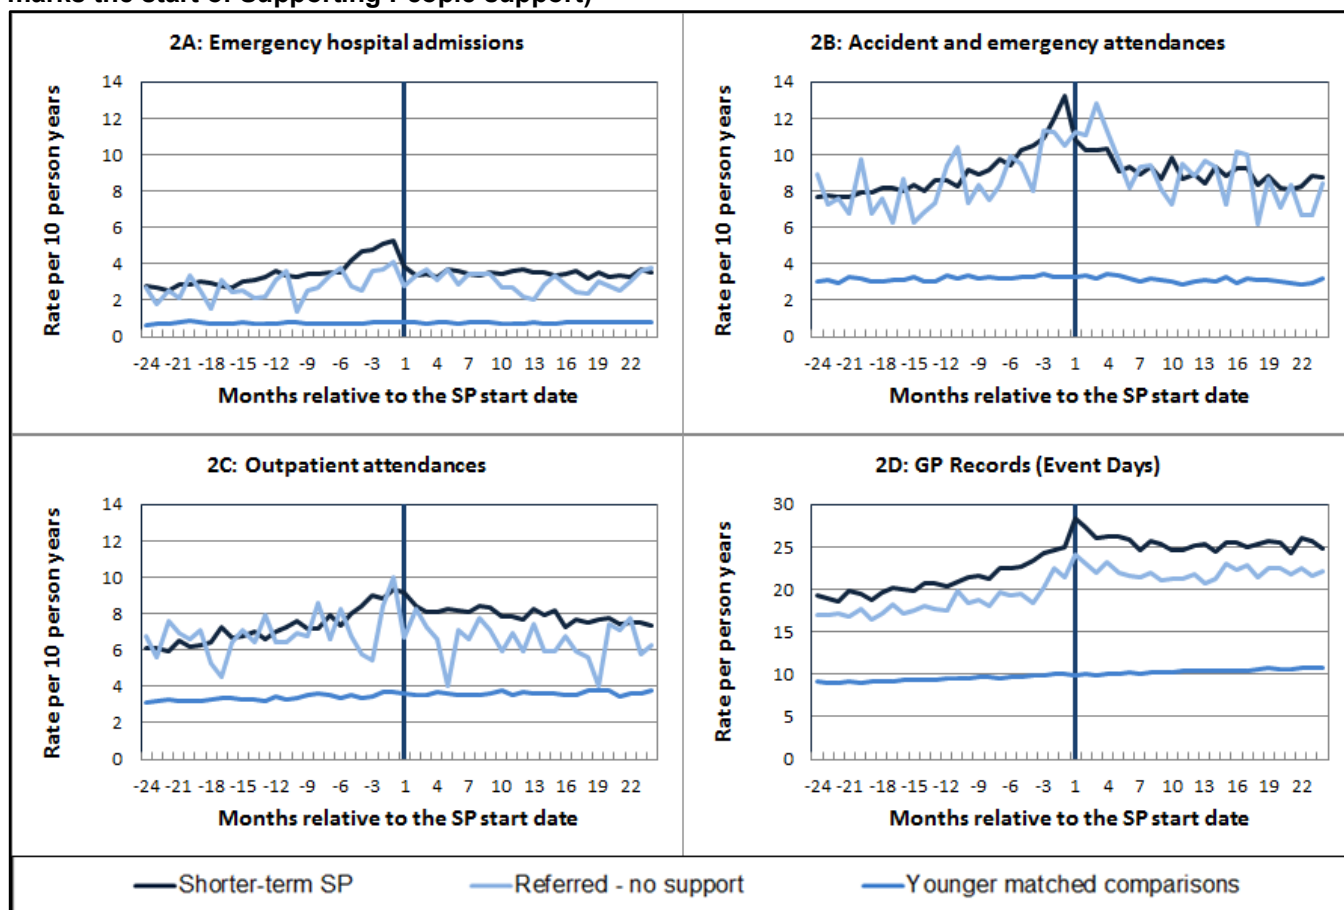 marks the start of Supporting People support)
2A: Emergency hospital admissions
Rate per 10 person years
14
12
10
8
6
4
2
0
-24 -21 -18 -15 -12 -9 -6 -3 1 4 7 10 13 16 19 22
Months relative to the SP start date
2B: Accident and emergency attendances
Rate per 10 person years
14
12
10
8
6
4
2
0
-24 -21 -18 -15 -12 -9 -6 -3 1 4 7 10 13 16 19 22
Months relative to the SP start date
2C: Outpatient attendances
Rate per 10 person years
14
12
10
8
6
4
2
0
-24 -21 -18 -15 -12 -9 -6 -3 1 4 7 10 13 16 19 22
Months relative to the SP start date
2D: GP Records (Event Days)
Rate per person years
30
25
20
15
10
5
0
-24 -21 -18 -15 -12 -9 -6 -3 1 4 7 10 13 16 19 22
Months relative to the SP start date
Shorter-term SP
Referred - no support
Younger matched comparisons